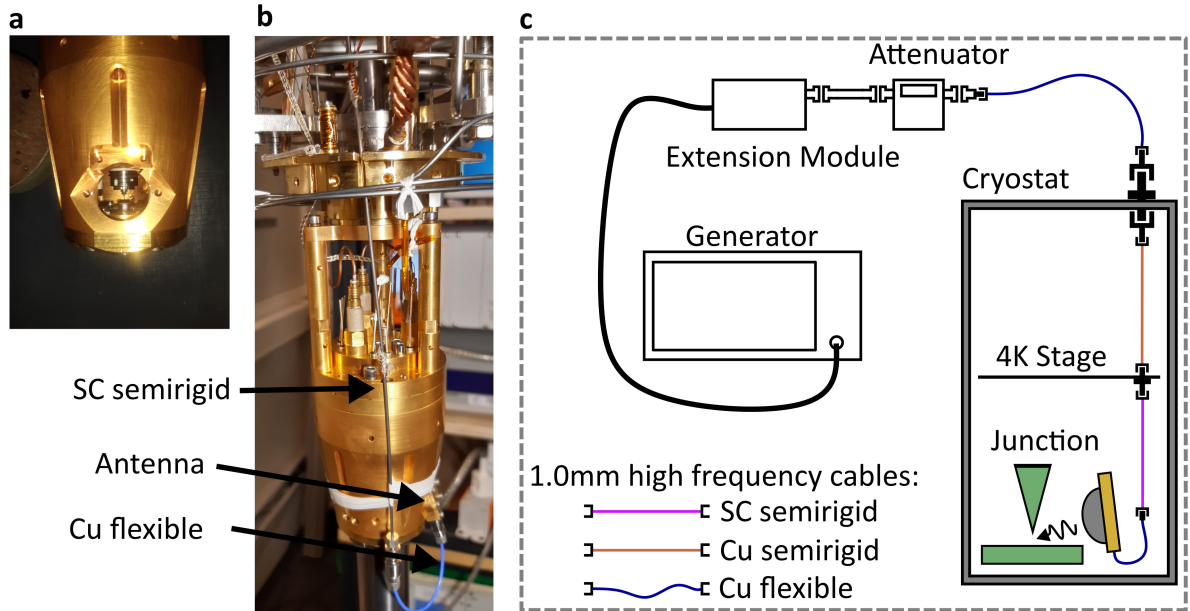 a
b
c
SC semirigid
Antenna
Cu flexible
Attenuator
Extension Module
Cryostat
Generator
4K Stage
Junction
1.0mm high frequency cables:
SC semirigid
Cu semirigid
Cu flexible